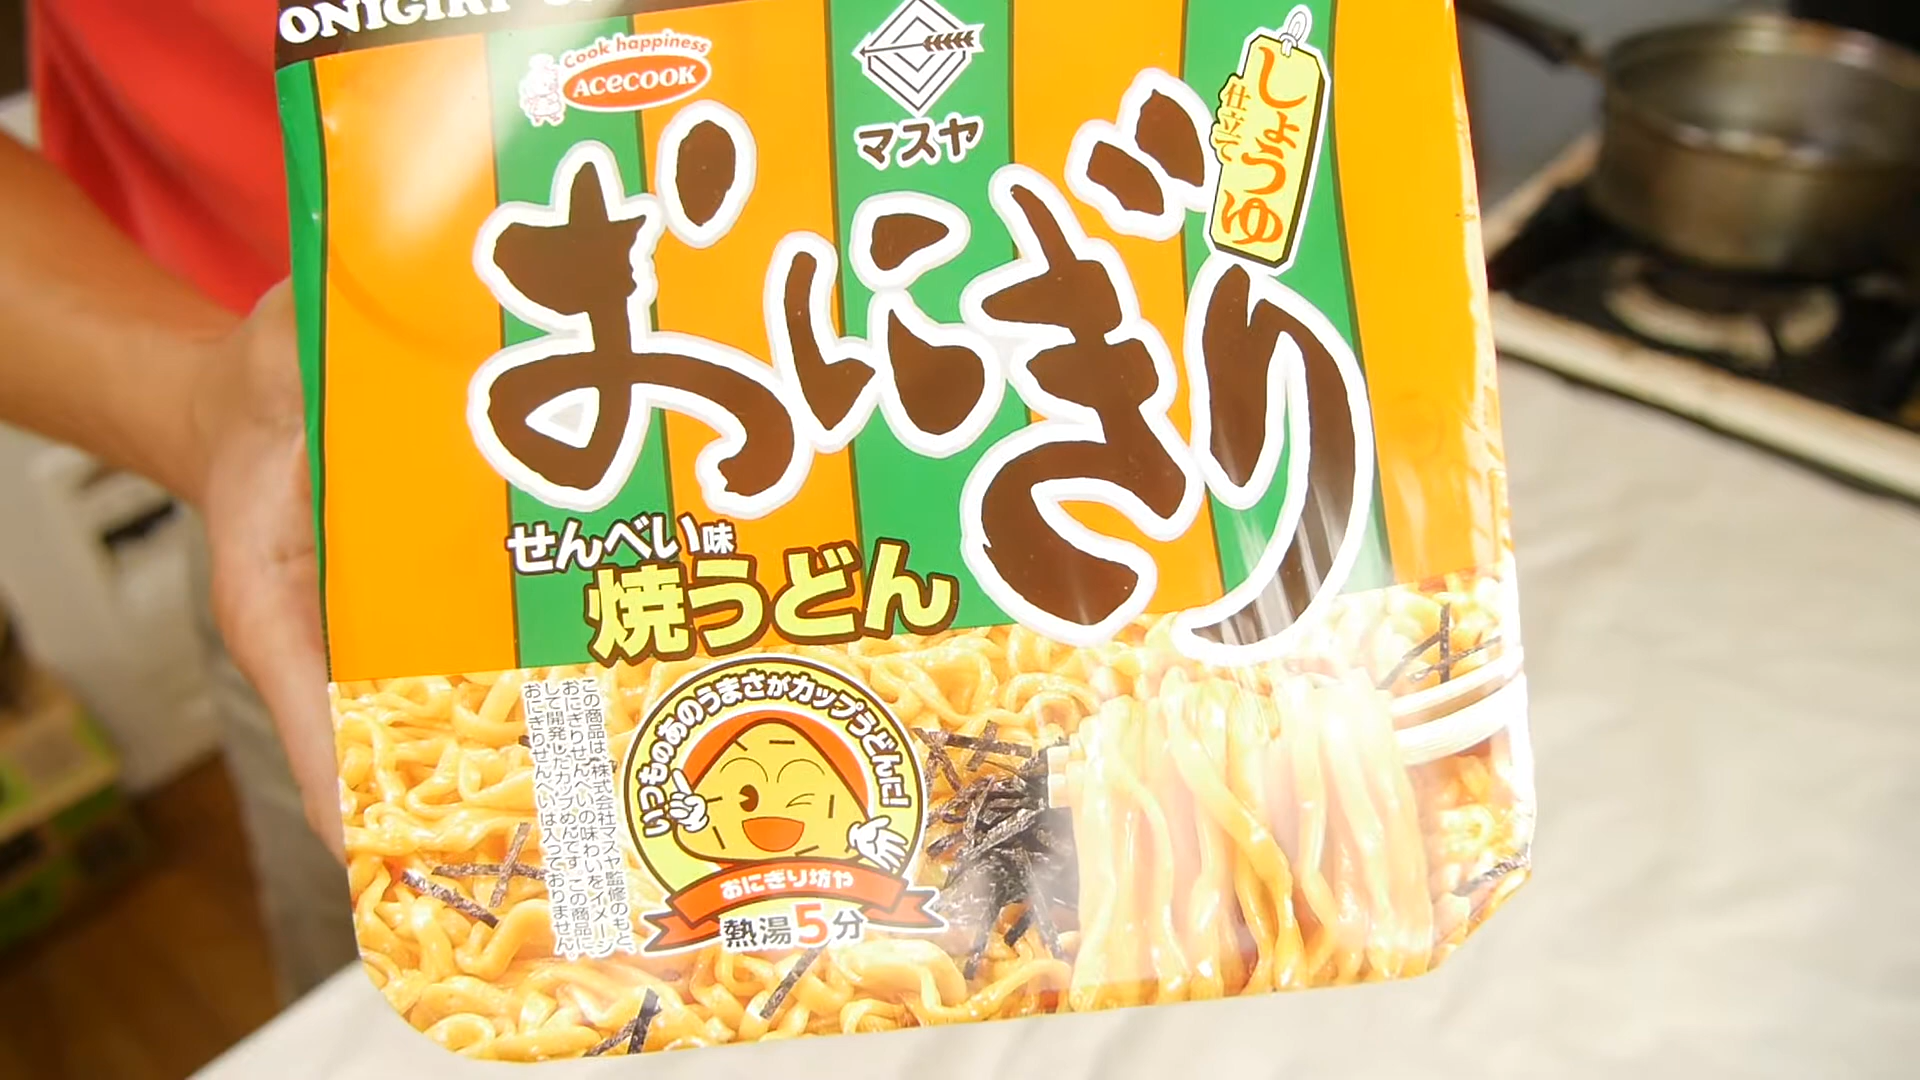 ONIGIRI
Cook happiness
ACECOOK
マスヤ
しょうゆ
仕立て
おにぎり
せんべい味
焼うどん
いつものあのうまさがカップうどんに!
おにぎり坊や
熱湯5分
この商品は、株式会社マスヤ監修のもと、
おにぎりせんべいの味わいをイメージ
して開発したカップめんです。この商品に
おにぎりせんべいは入っておりません。